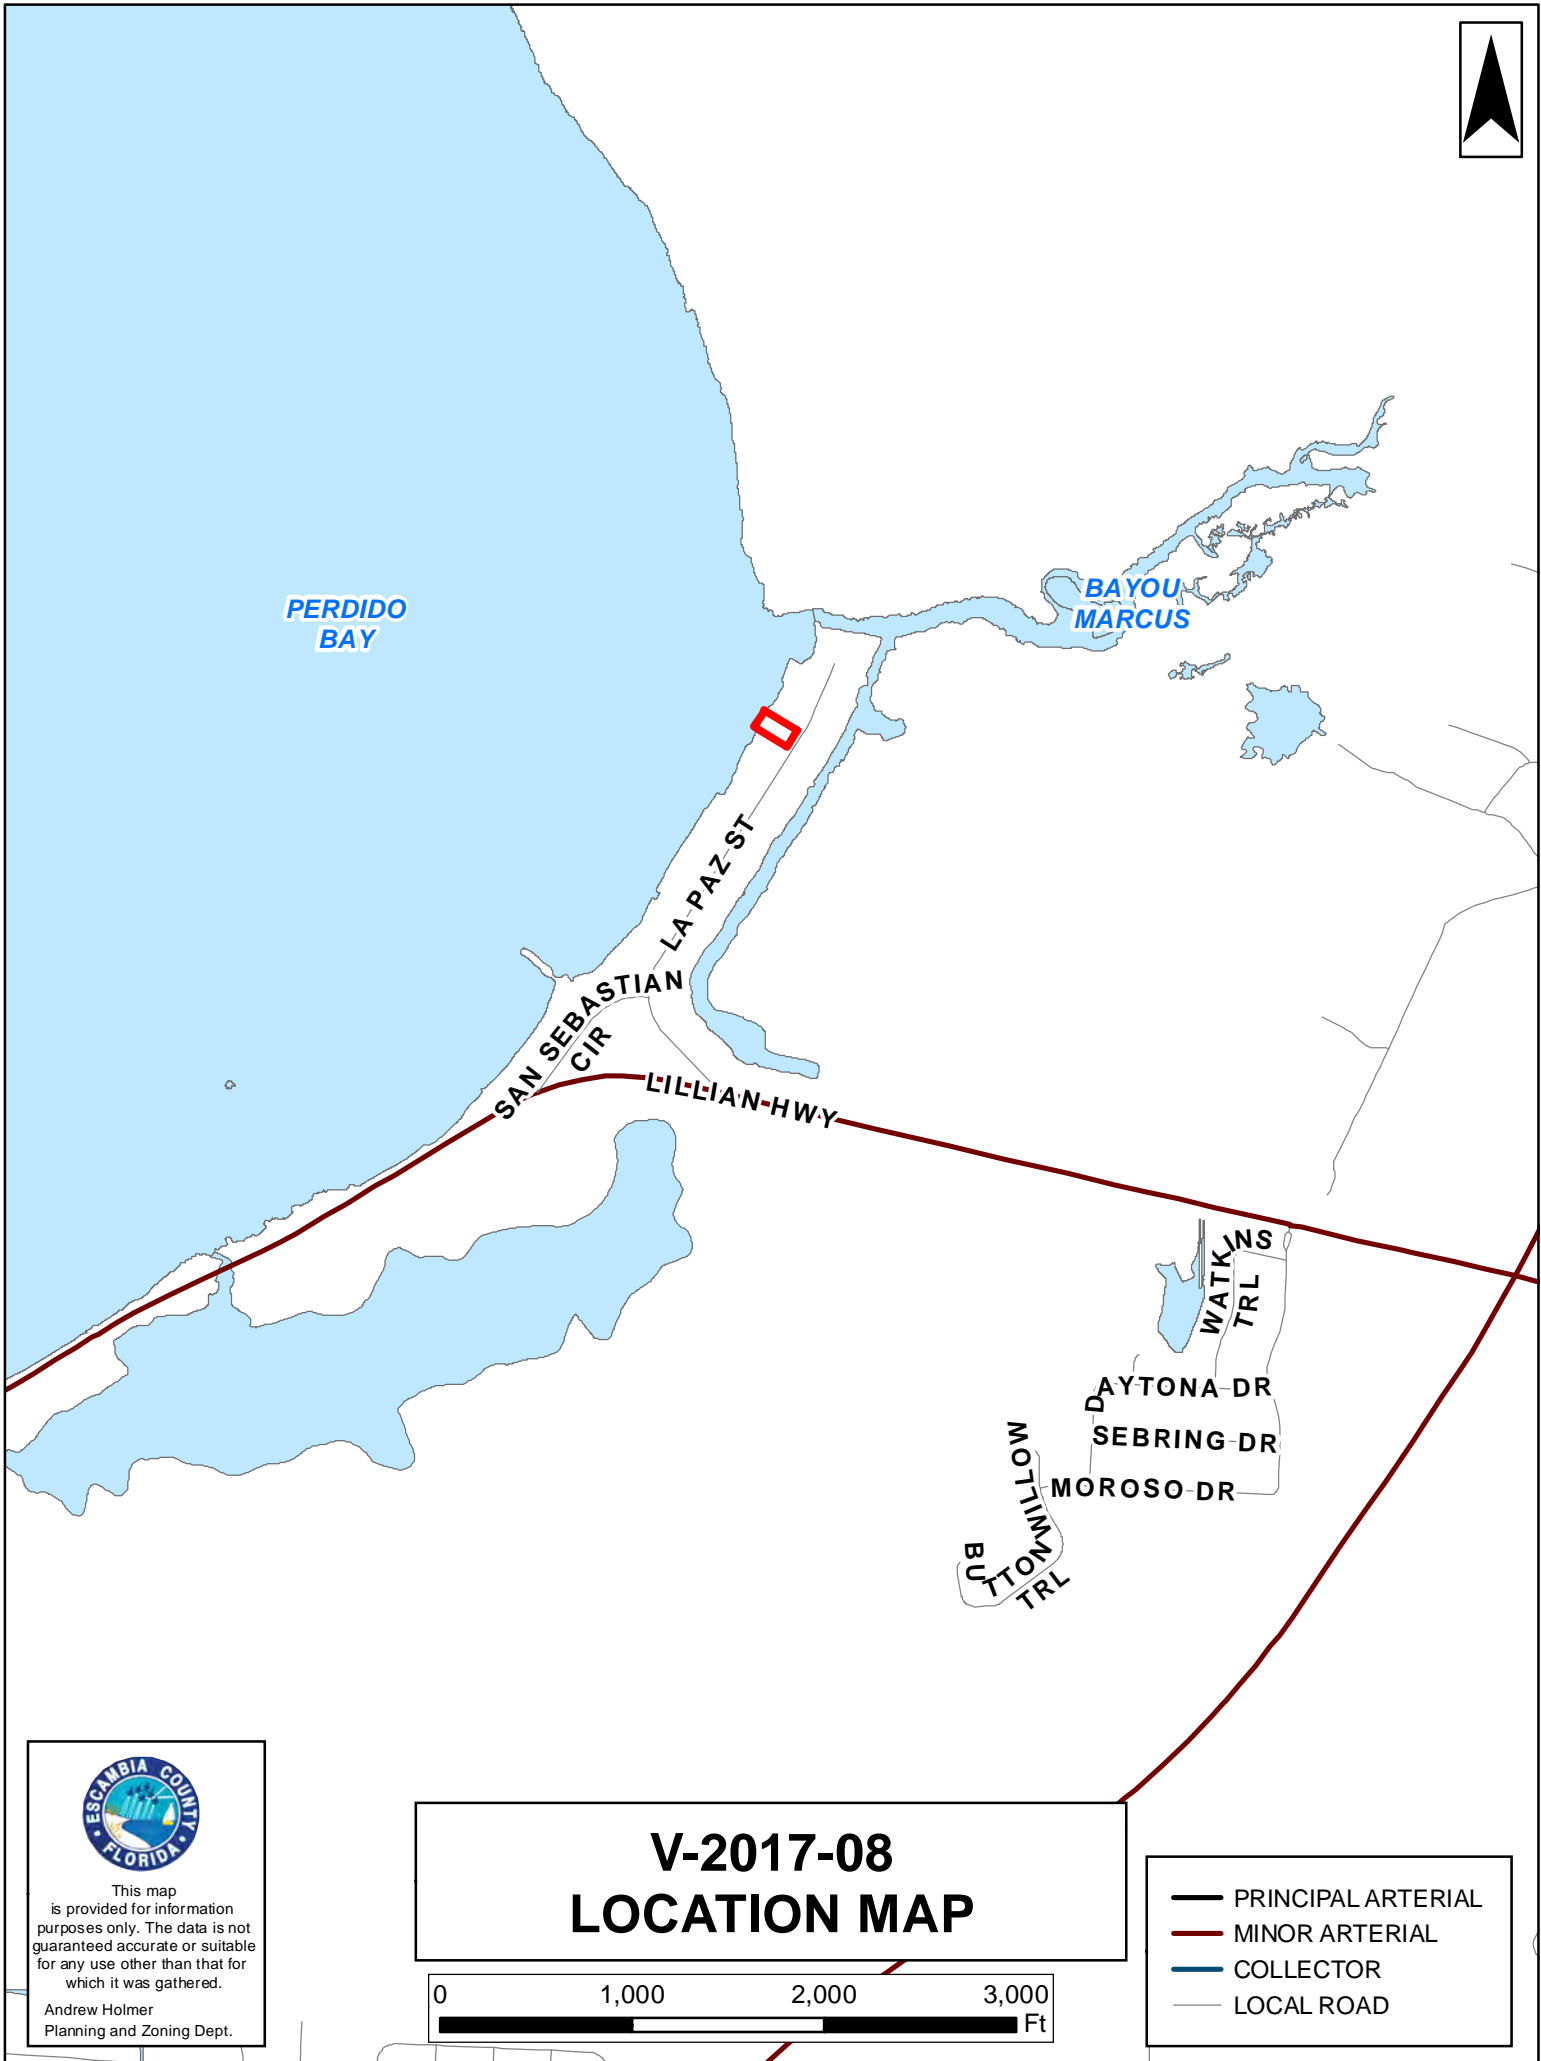 PERDIDO
BAY
BAYOU
MARCUS
LA PAZ ST
SAN SEBASTIAN
CIR
LILLIAN HWY
WATKINS
TRL
DAYTONA DR
SEBRING DR
MOROSO DR
WILLOW
BUTTON
TRL
ESCAMBIA COUNTY
FLORIDA
This map
is provided for information
purposes only. The data is not
guaranteed accurate or suitable
for any use other than that for
which it was gathered.
Andrew Holmer
Planning and Zoning Dept.
V-2017-08
LOCATION MAP
0 1,000 2,000 3,000
Ft
PRINCIPAL ARTERIAL
MINOR ARTERIAL
COLLECTOR
LOCAL ROAD